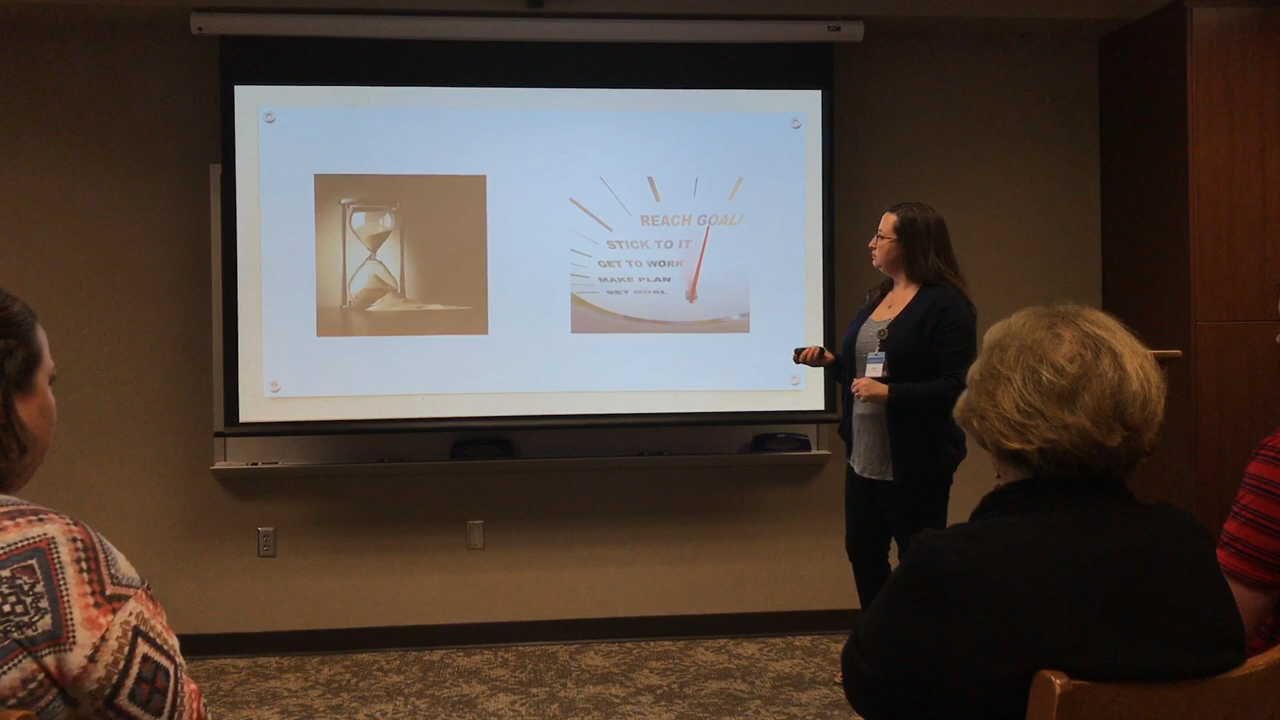 REACH GOAL!
STICK TO IT
GET TO WORK
MAKE PLAN
SET GOAL